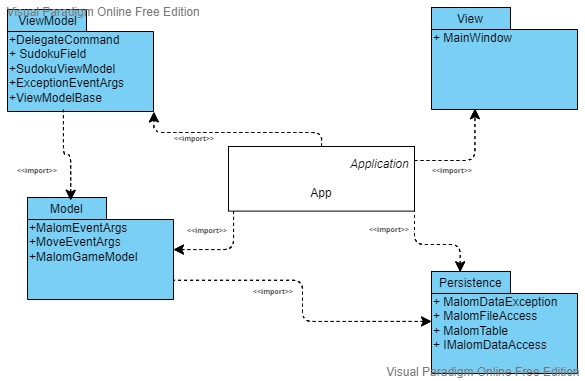 Visual Paradigm Online Free Edition
ViewModel
+DelegateCommand
+ SudokuField
+SudokuViewModel
+ExceptionEventArgs
+ViewModelBase
View
+ MainWindow
<<import>>
Application
App
<<import>>
<<import>>
Model
+MalomEventArgs
+MoveEventArgs
+MalomGameModel
<<import>>
<<import>>
<<import>>
Persistence
+ MalomDataException
+ MalomFileAccess
+ MalomTable
+ IMalomDataAccess
Visual Paradigm Online Free Edition